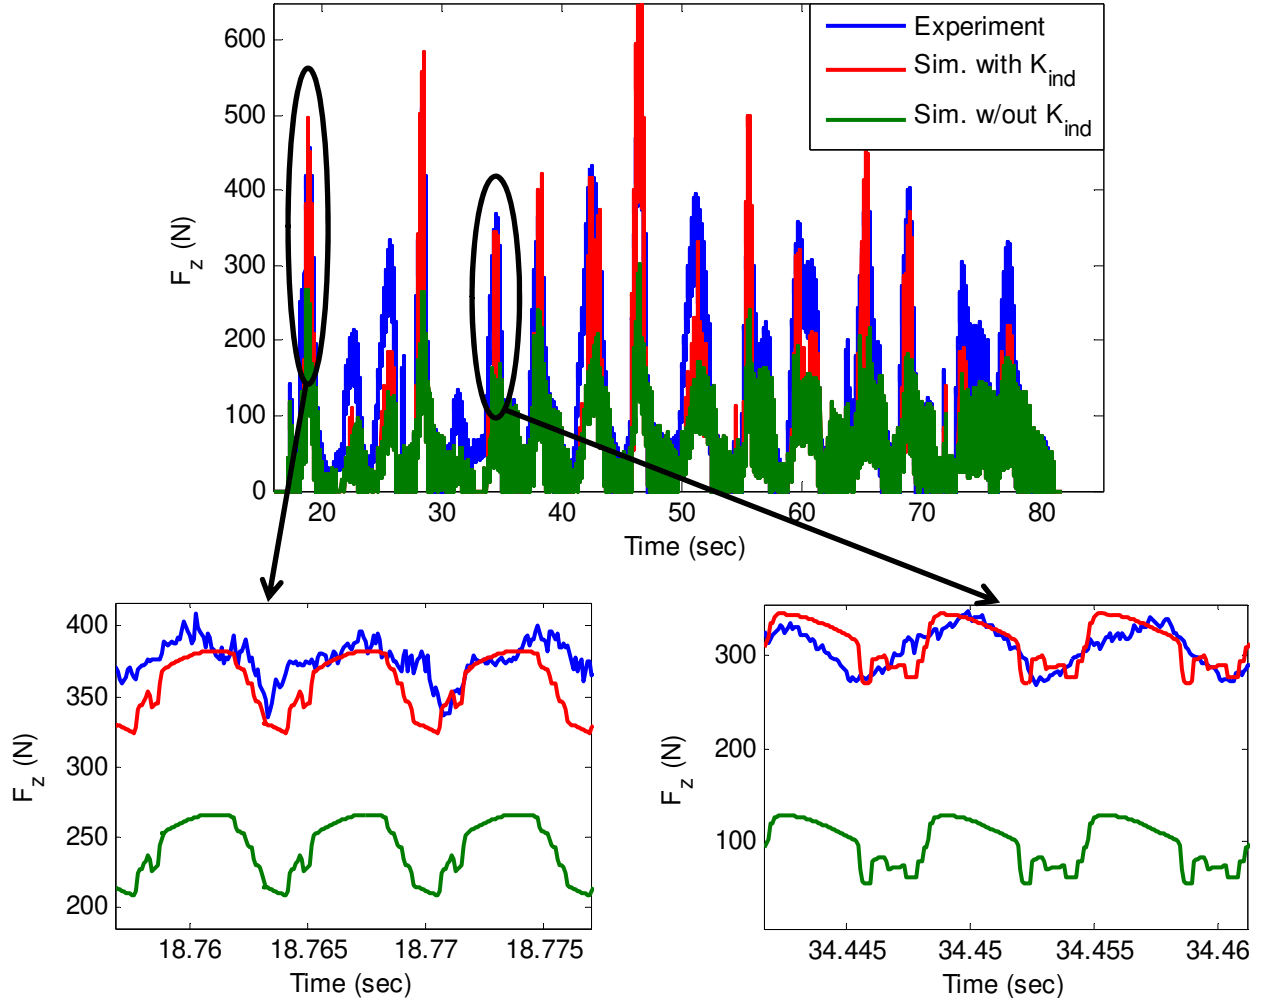 600
500
400
300
200
100
0
F_z (N)
Experiment
Sim. with K_ind
Sim. w/out K_ind
20 30 40 50 60 70 80
Time (sec)
400
350
300
250
200
F_z (N)
18.76 18.765 18.77 18.775
Time (sec)
300
200
100
F_z (N)
34.445 34.45 34.455 34.46
Time (sec)